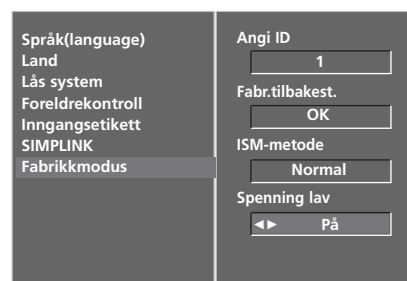 Språk(language)
Land
Lås system
Foreldrekontroll
Inngangsetikett
SIMPLINK
Fabrikkmodus
Angi ID
1
Fabr.tilbakest.
OK
ISM-metode
Normal
Spenning lav
◄► På